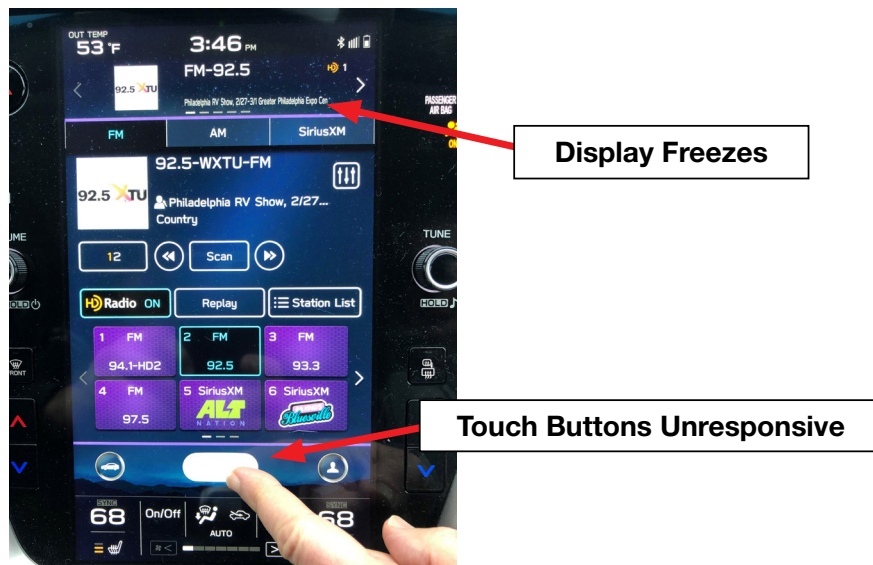 OUT TEMP
53 °F
3:46 PM
FM-92.5
HD 1
92.5 XTU
Philadelphia RV Show, 2/27-3/1 Greater Philadelphia Expo Cen
PASSENGER
AIR BAG
ON
FM AM SiriusXM
Display Freezes
92.5-WXTU-FM
92.5 XTU
Philadelphia RV Show, 2/27...
Country
UME
TUNE
12 Scan
HOLD
HOLD
HD Radio ON Replay Station List
1 FM
94.1-HD2
2 FM
92.5
3 FM
93.3
FRONT
4 FM
97.5
5 SiriusXM
ALT
NATION
6 SiriusXM
Bluesville
Touch Buttons Unresponsive
SYNC
68
On/Off
AUTO
SYNC
68